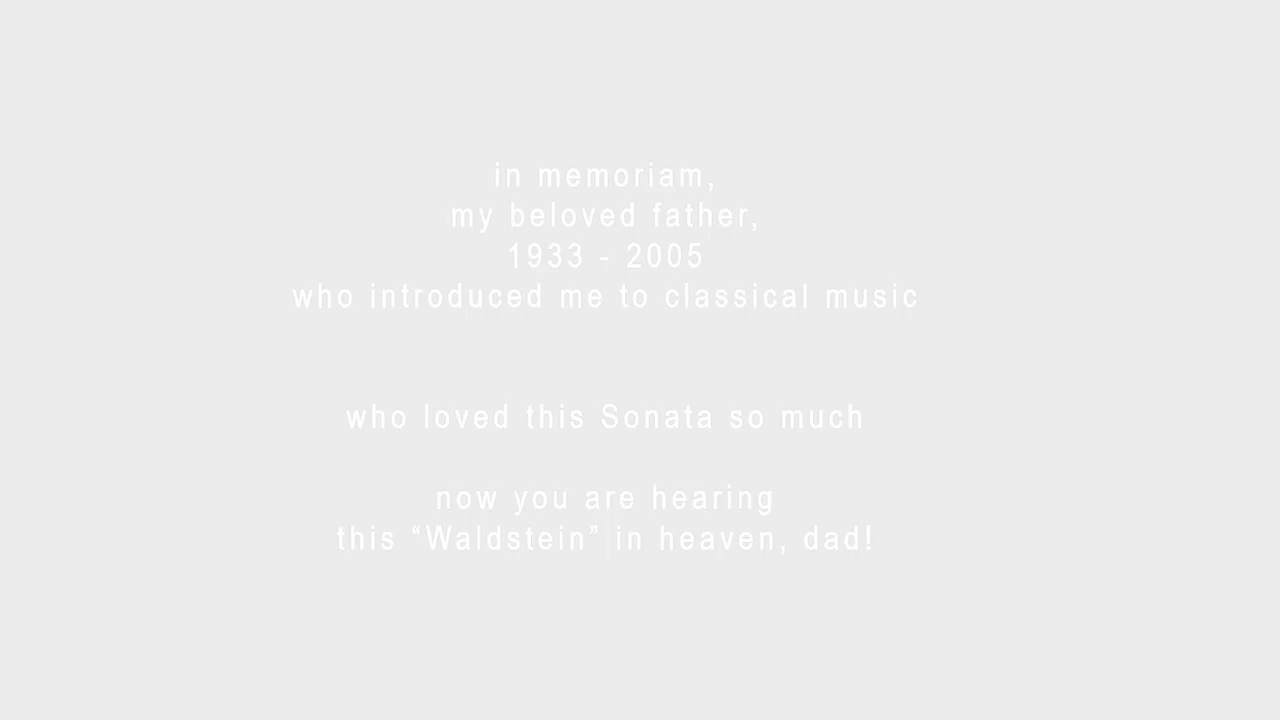 in memoriam,
my beloved father,
1933 - 2005
who introduced me to classical music
who loved this Sonata so much
now you are hearing
this “Waldstein” in heaven, dad!